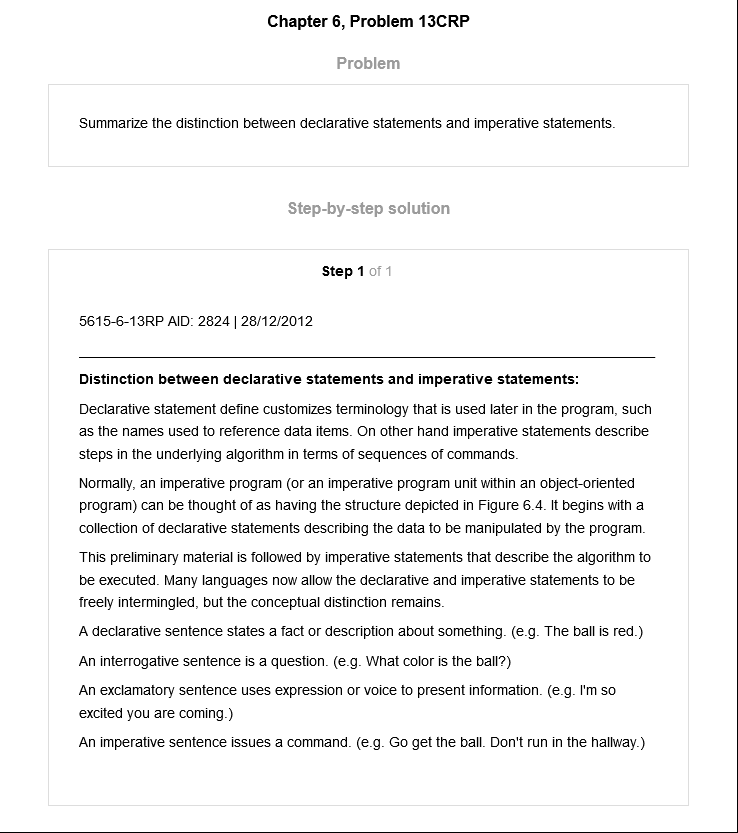 Chapter 6, Problem 13CRP
Problem
Summarize the distinction between declarative statements and imperative statements.
Step-by-step solution
Step 1 of 1
5615-6-13RP AID: 2824 | 28/12/2012
Distinction between declarative statements and imperative statements:
Declarative statement define customizes terminology that is used later in the program, such
as the names used to reference data items. On other hand imperative statements describe
steps in the underlying algorithm in terms of sequences of commands.
Normally, an imperative program (or an imperative program unit within an object-oriented
program) can be thought of as having the structure depicted in Figure 6.4. It begins with a
collection of declarative statements describing the data to be manipulated by the program.
This preliminary material is followed by imperative statements that describe the algorithm to
be executed. Many languages now allow the declarative and imperative statements to be
freely intermingled, but the conceptual distinction remains.
A declarative sentence states a fact or description about something. (e.g. The ball is red.)
An interrogative sentence is a question. (e.g. What color is the ball?)
An exclamatory sentence uses expression or voice to present information. (e.g. I'm so
excited you are coming.)
An imperative sentence issues a command. (e.g. Go get the ball. Don't run in the hallway.)